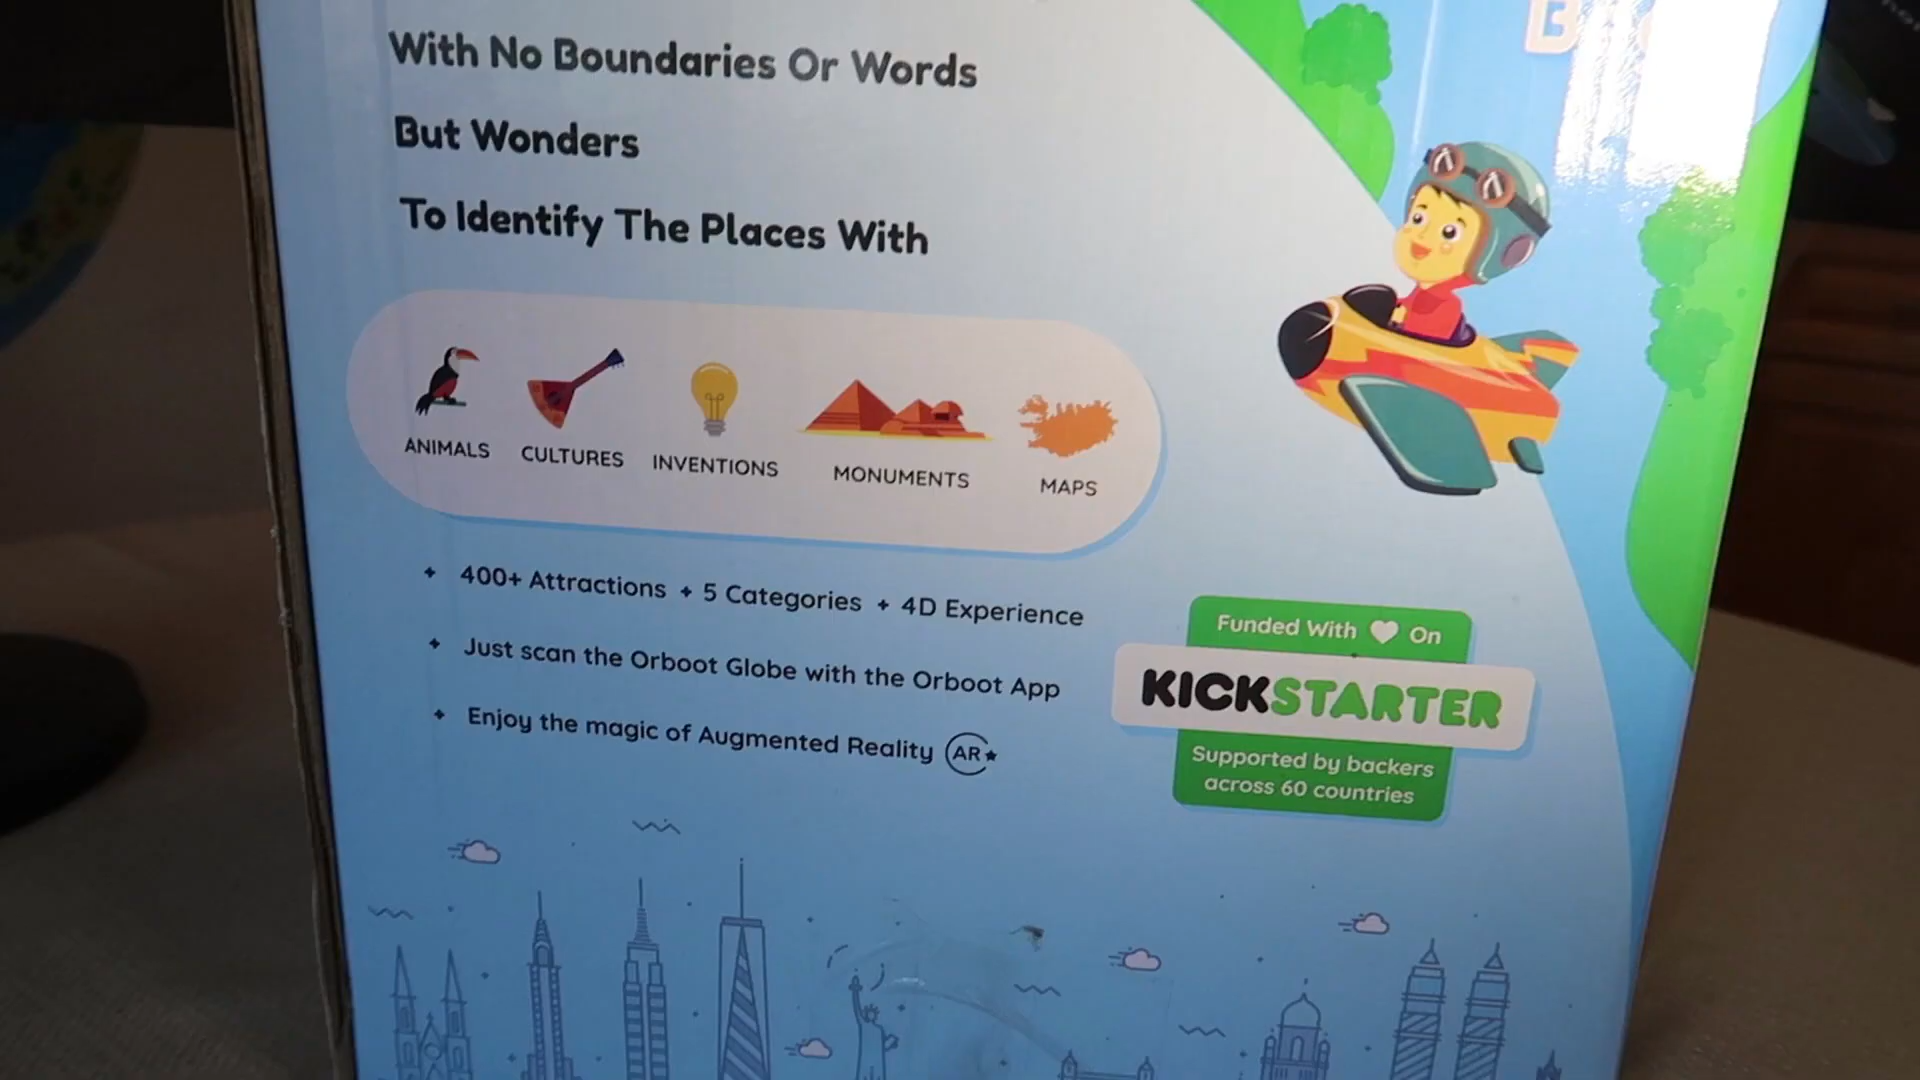 With No Boundaries Or Words
But Wonders
To Identify The Places With
ANIMALS CULTURES INVENTIONS MONUMENTS MAPS
400+ Attractions + 5 Categories + 4D Experience
Just scan the Orboot Globe with the Orboot App
Enjoy the magic of Augmented Reality AR
Funded With On
KICKSTARTER
Supported by backers
across 60 countries